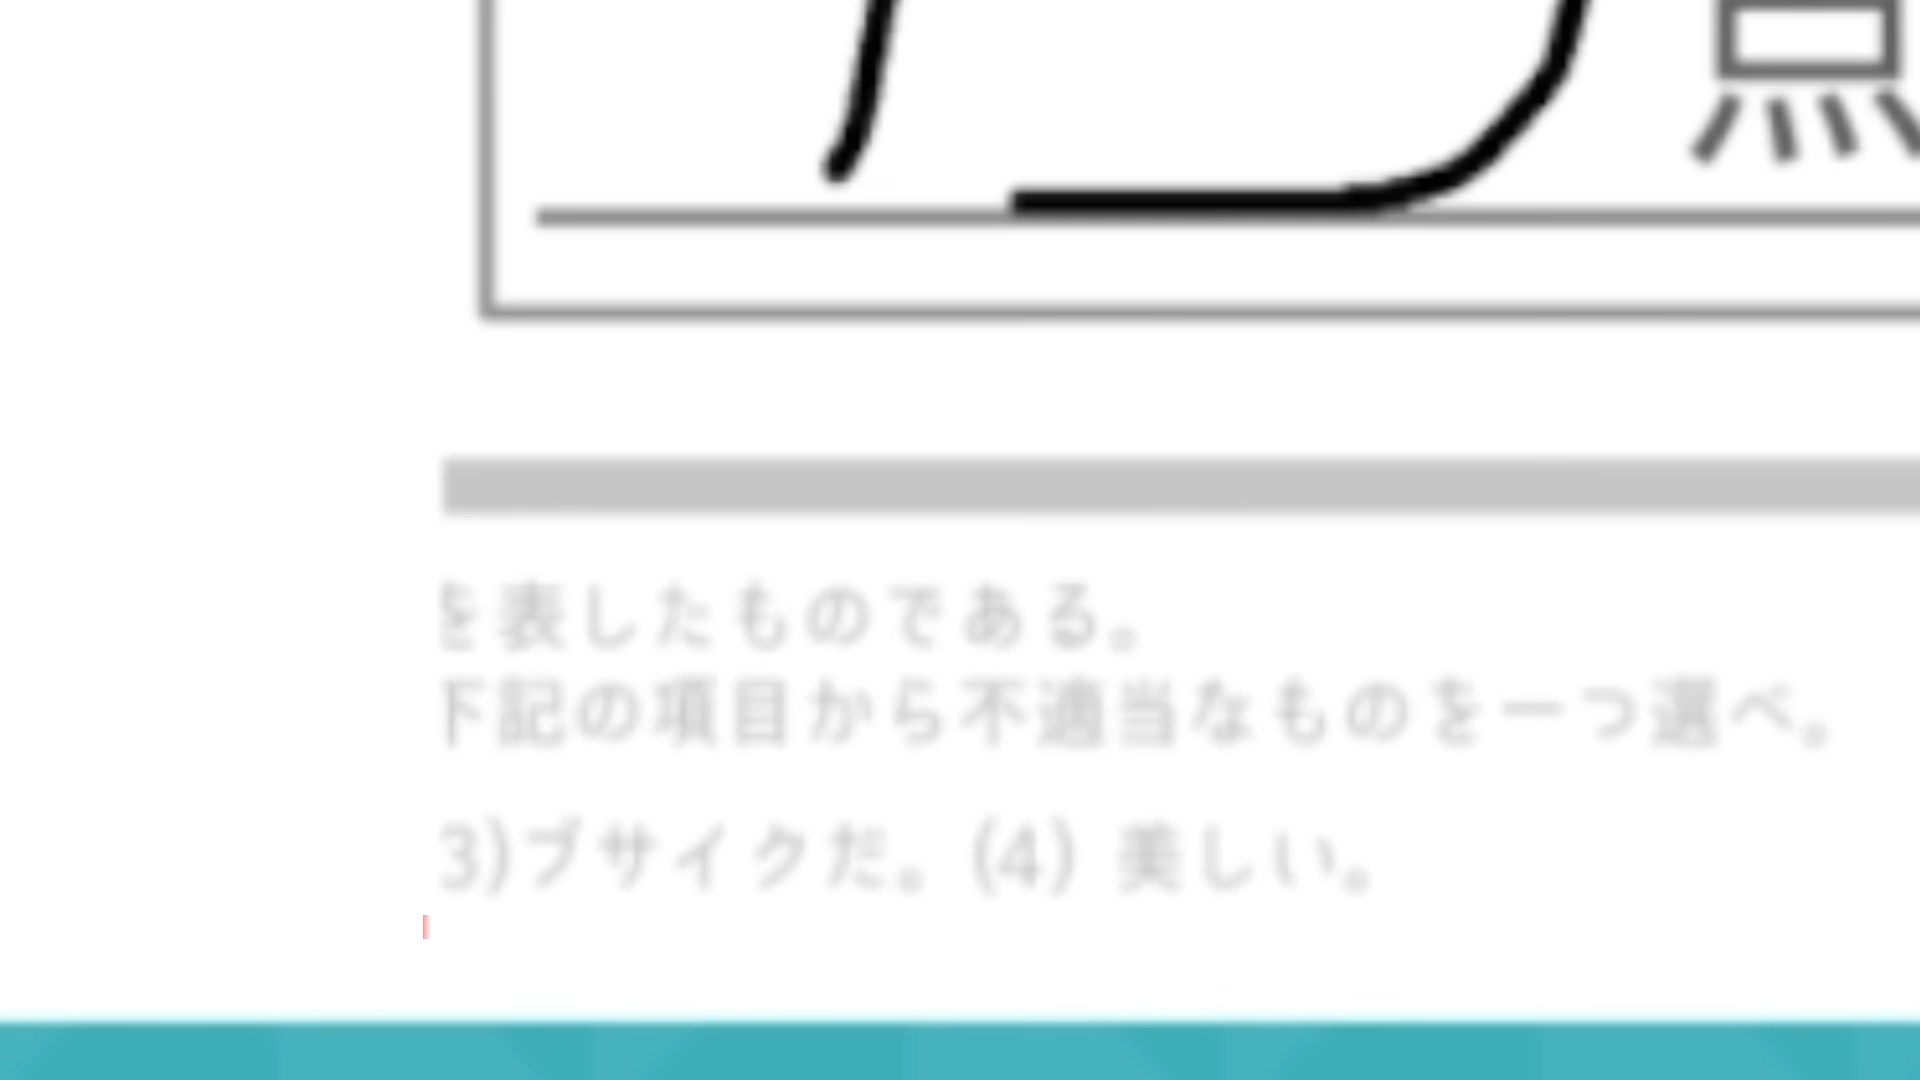 点
を表したものである。
下記の項目から不適当なものを一つ選べ。
3)ブサイクだ。(4) 美しい。